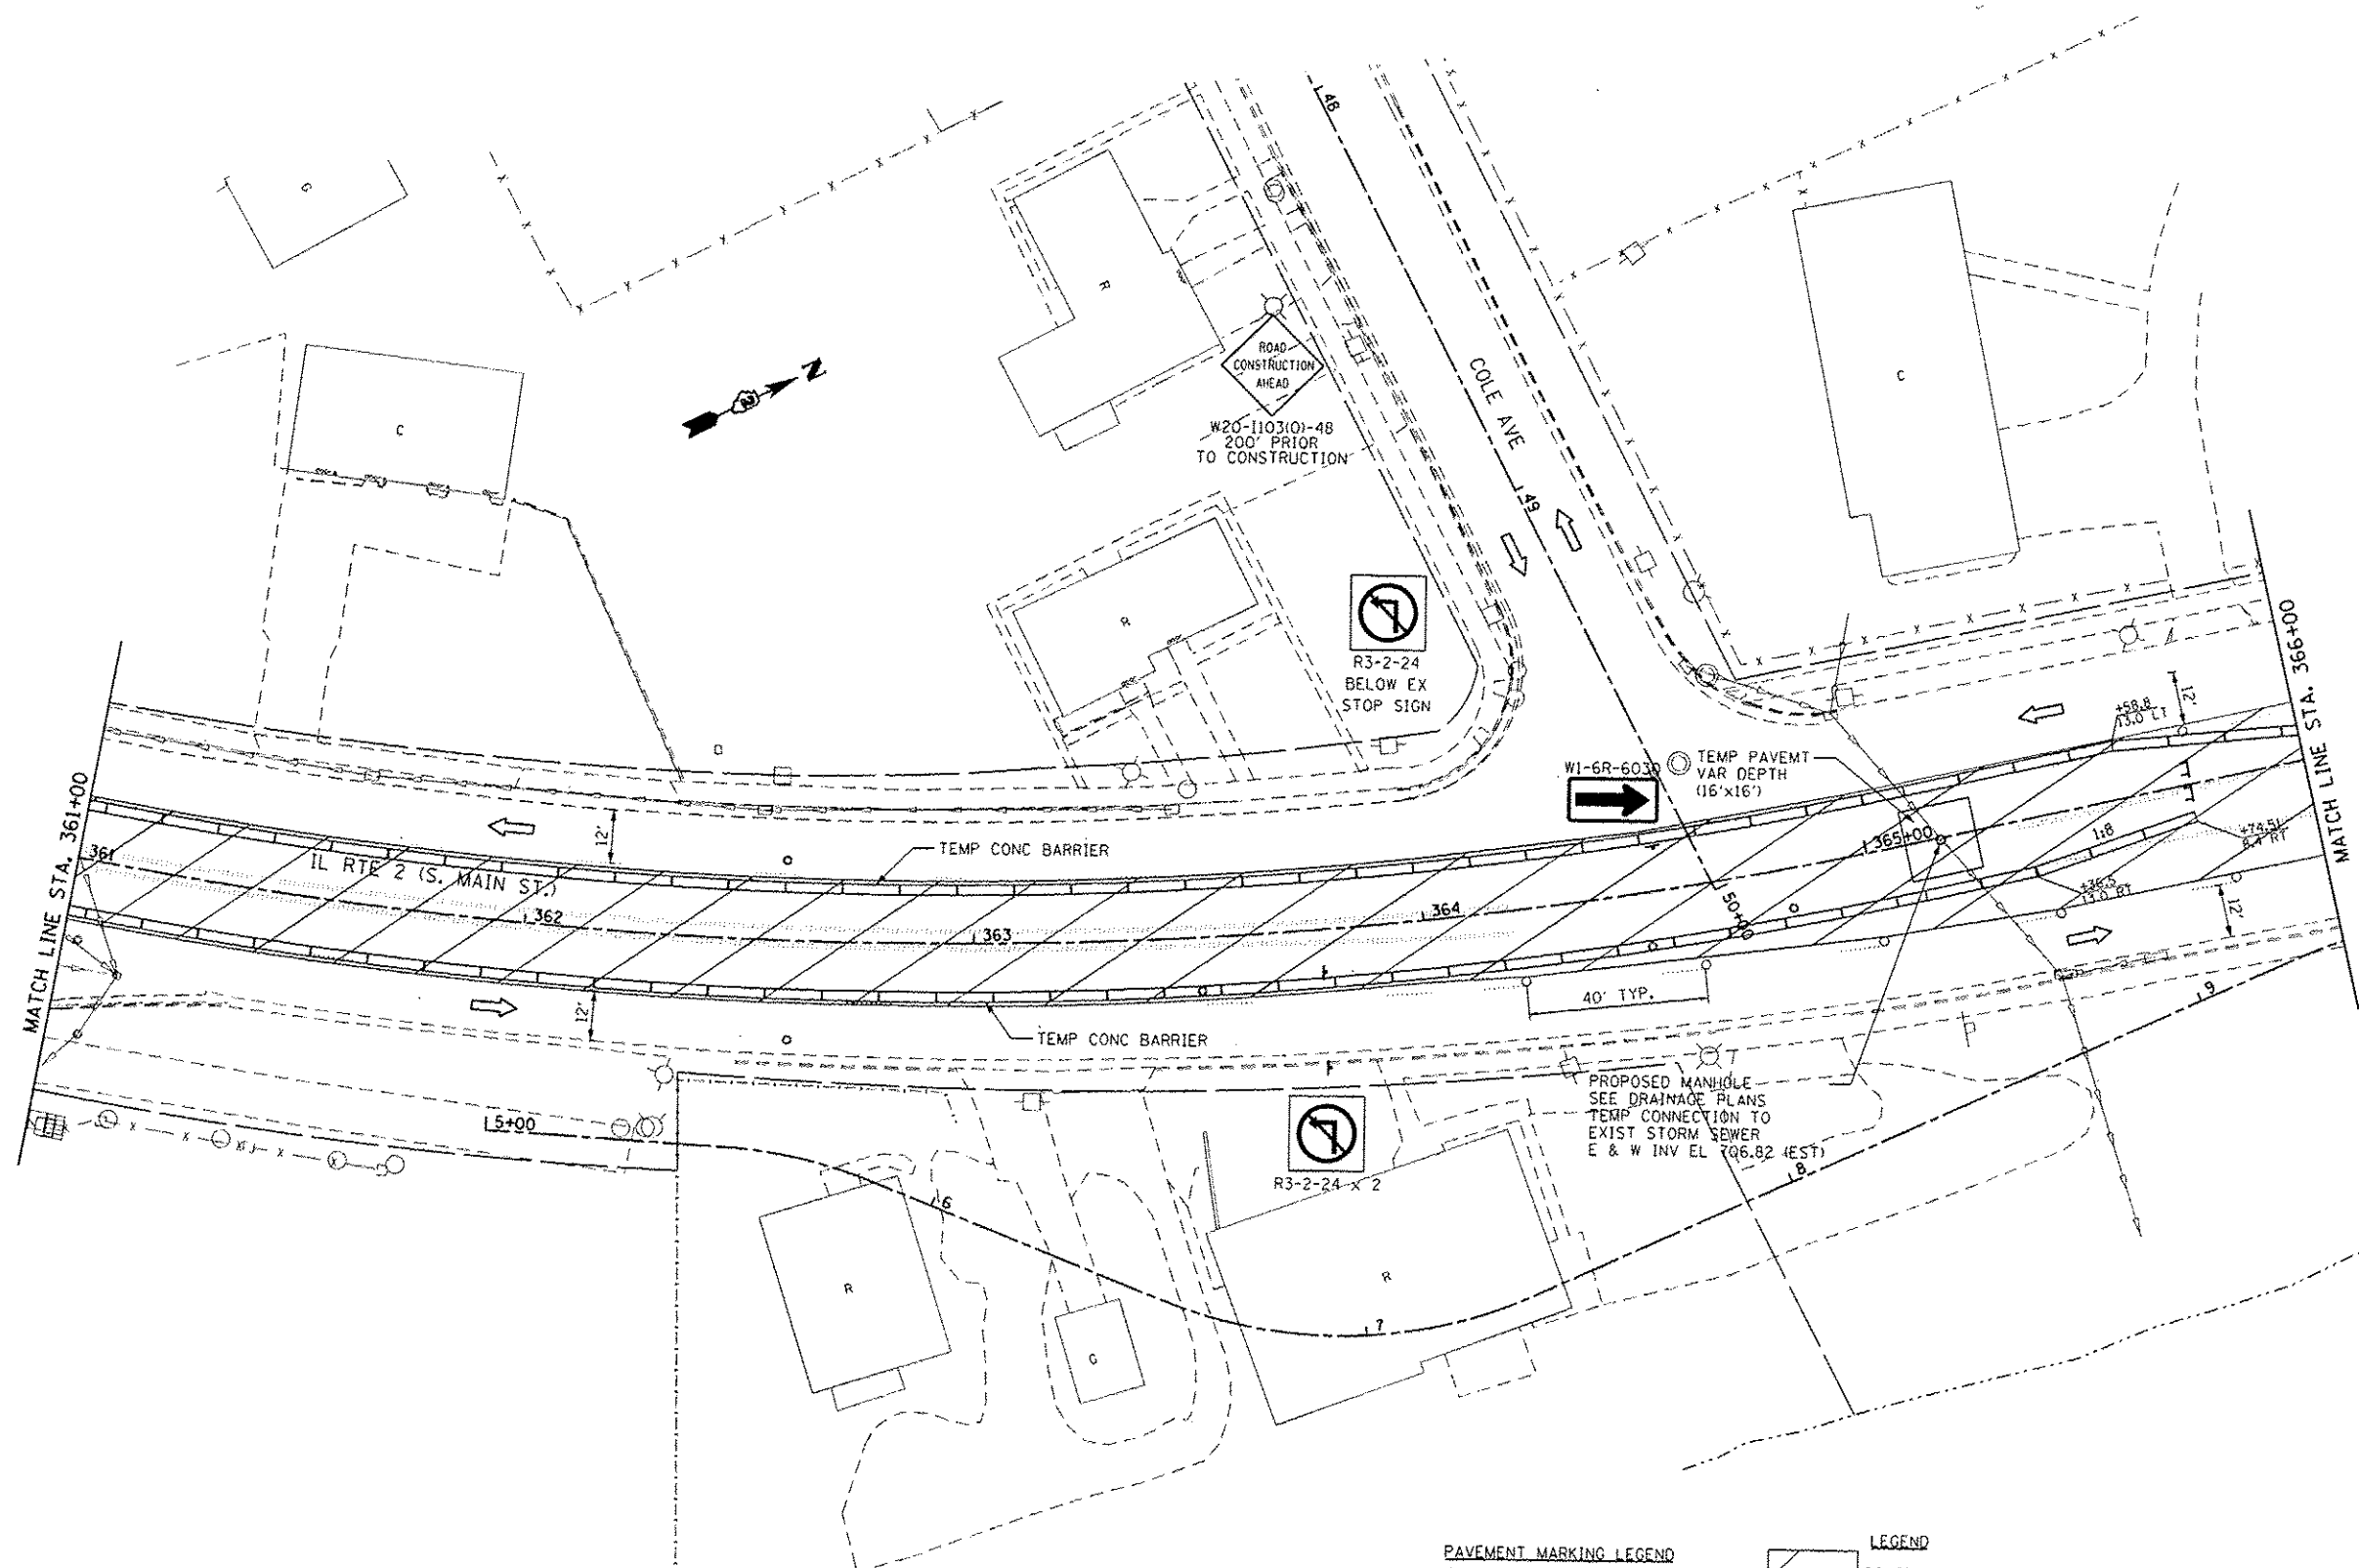 G
48
N
R
ROAD
CONSTRUCTION
AHEAD
W20-I103(O)-48
200' PRIOR
TO CONSTRUCTION
COLE AVE
C
C
49
R3-2-24
BELOW EX
STOP SIGN
R
MATCH LINE STA. 366+00
12'
+58.8
13.0 LT
TEMP PAVEMT
VAR DEPTH
(16'x16')
MATCH LINE STA. 361+00
12'
TEMP CONC BARRIER
361
IL RTE 2 (S. MAIN ST.)
362
363
364
365+00
1:8
+74.51
+36.5
13.0 RT
50+00
12'
12'
40' TYP.
TEMP CONC BARRIER
9
PROPOSED MANHOLE
SEE DRAINAGE PLANS
TEMP CONNECTION TO
EXIST STORM SEWER
E & W INV EL 706.82 (EST)
5+00
R3-2-24 x 2
6
7
8
R
G
R
PAVEMENT MARKING LEGEND
LEGEND